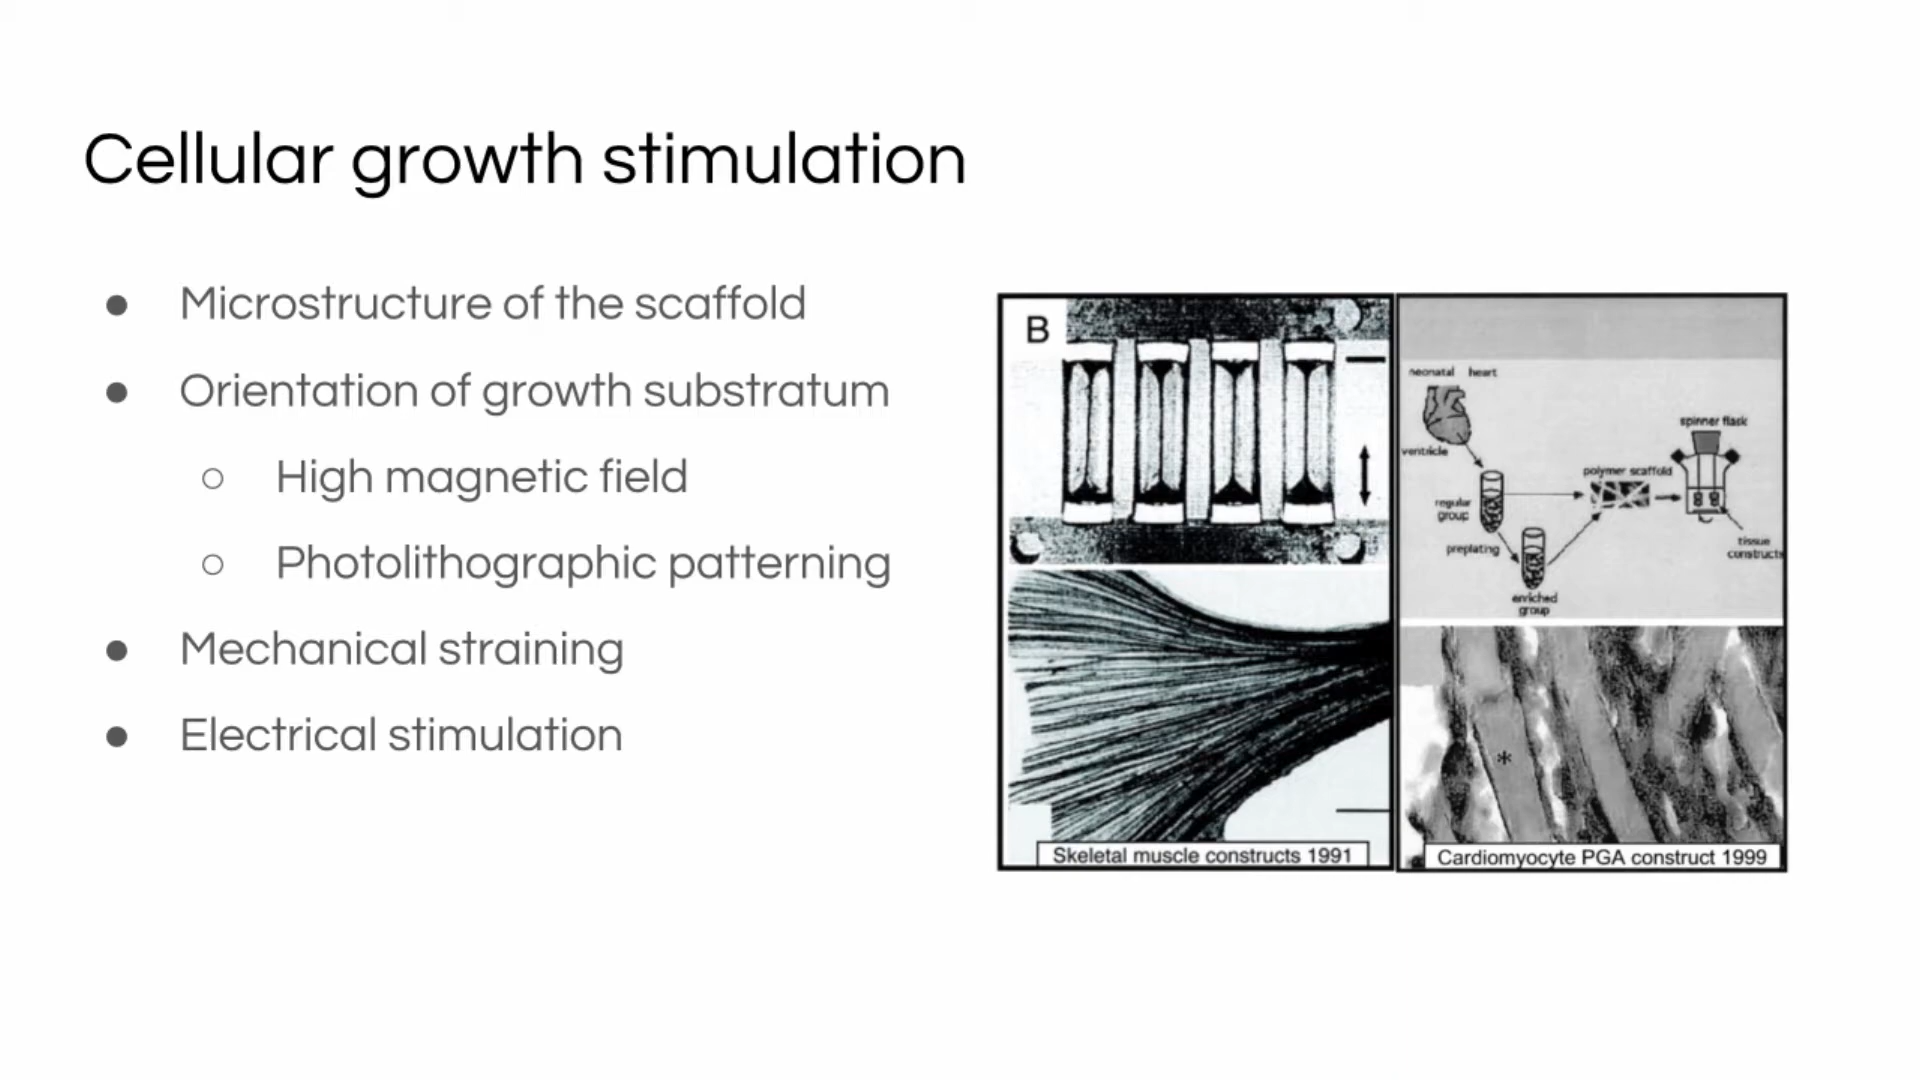 Cellular growth stimulation
Microstructure of the scaffold
Orientation of growth substratum
High magnetic field
Photolithographic patterning
Mechanical straining
Electrical stimulation
B
Skeletal muscle constructs 1991
neonatal heart
ventricle
regular
group
preplating
enriched
group
polymer scaffold
spinner flask
tissue
constructs
*
Cardiomyocyte PGA construct 1999